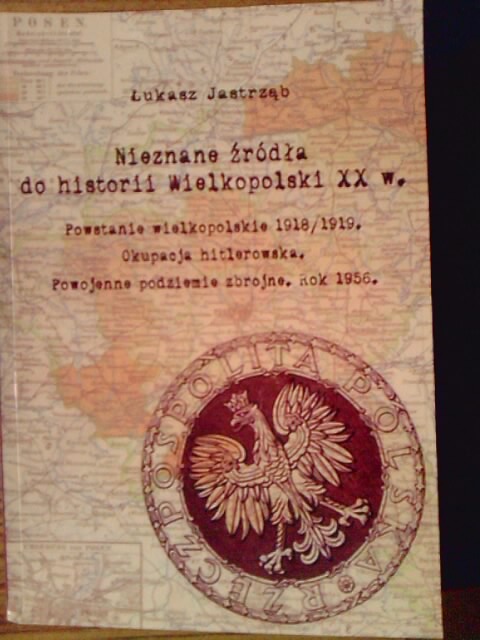 POSEN
Łukasz Jastrząb
Nieznane źródła
do historii Wielkopolski XX w.
Powstanie wielkopolskie 1918/1919.
Okupacja hitlerowska.
Powojenne podziemie zbrojne. Rok 1956.
RZECZPOSPOLITA POLSKA